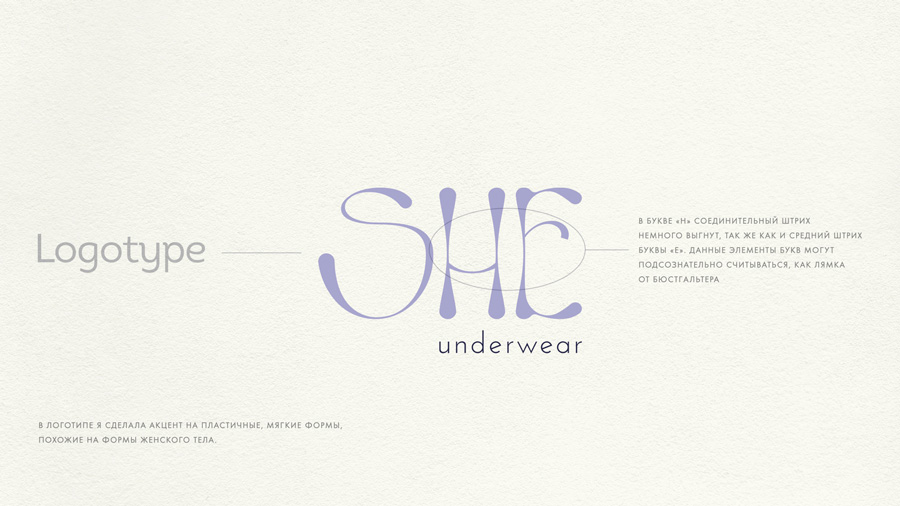 Logotype
SHE
underwear
В БУКВЕ «Н» СОЕДИНИТЕЛЬНЫЙ ШТРИХ
НЕМНОГО ВЫГНУТ, ТАК ЖЕ КАК И СРЕДНИЙ ШТРИХ
БУКВЫ «Е». ДАННЫЕ ЭЛЕМЕНТЫ БУКВ МОГУТ
ПОДСОЗНАТЕЛЬНО СЧИТЫВАТЬСЯ, КАК ЛЯМКА
ОТ БЮСТГАЛЬТЕРА
В ЛОГОТИПЕ Я СДЕЛАЛА АКЦЕНТ НА ПЛАСТИЧНЫЕ, МЯГКИЕ ФОРМЫ,
ПОХОЖИЕ НА ФОРМЫ ЖЕНСКОГО ТЕЛА.